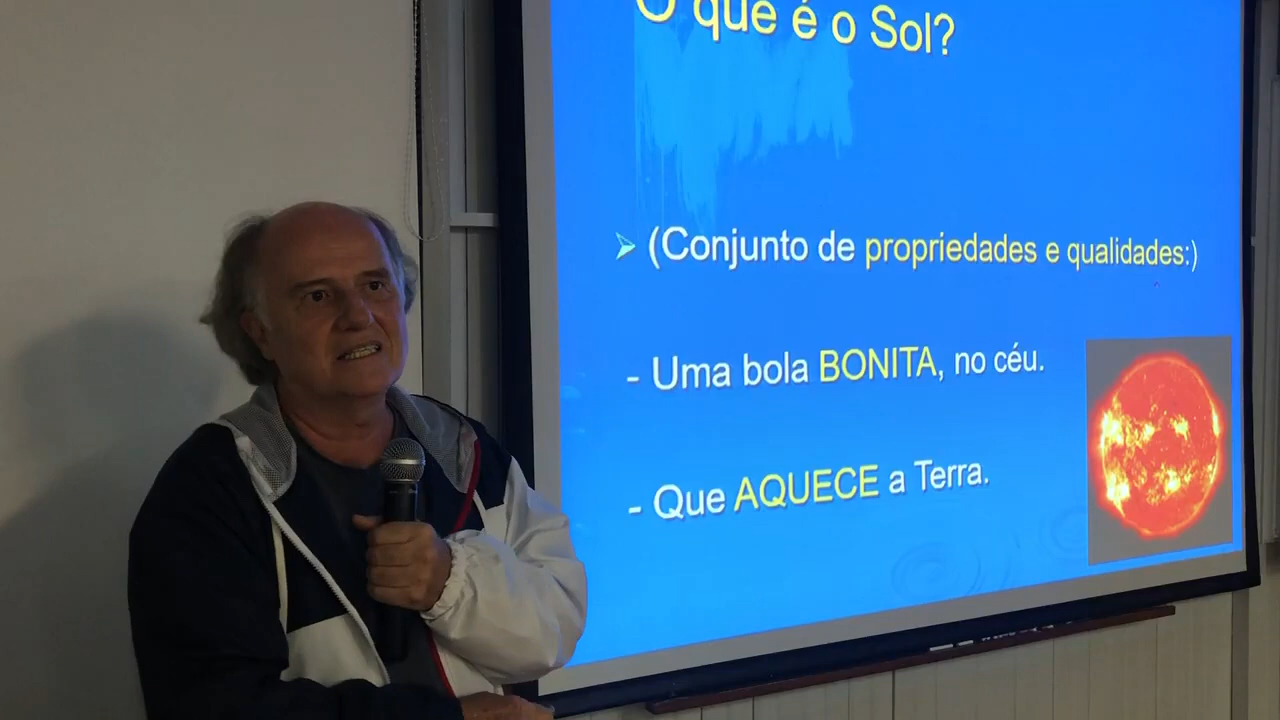 O que é o Sol?
(Conjunto de propriedades e qualidades:)
- Uma bola BONITA, no céu.
- Que AQUECE a Terra.